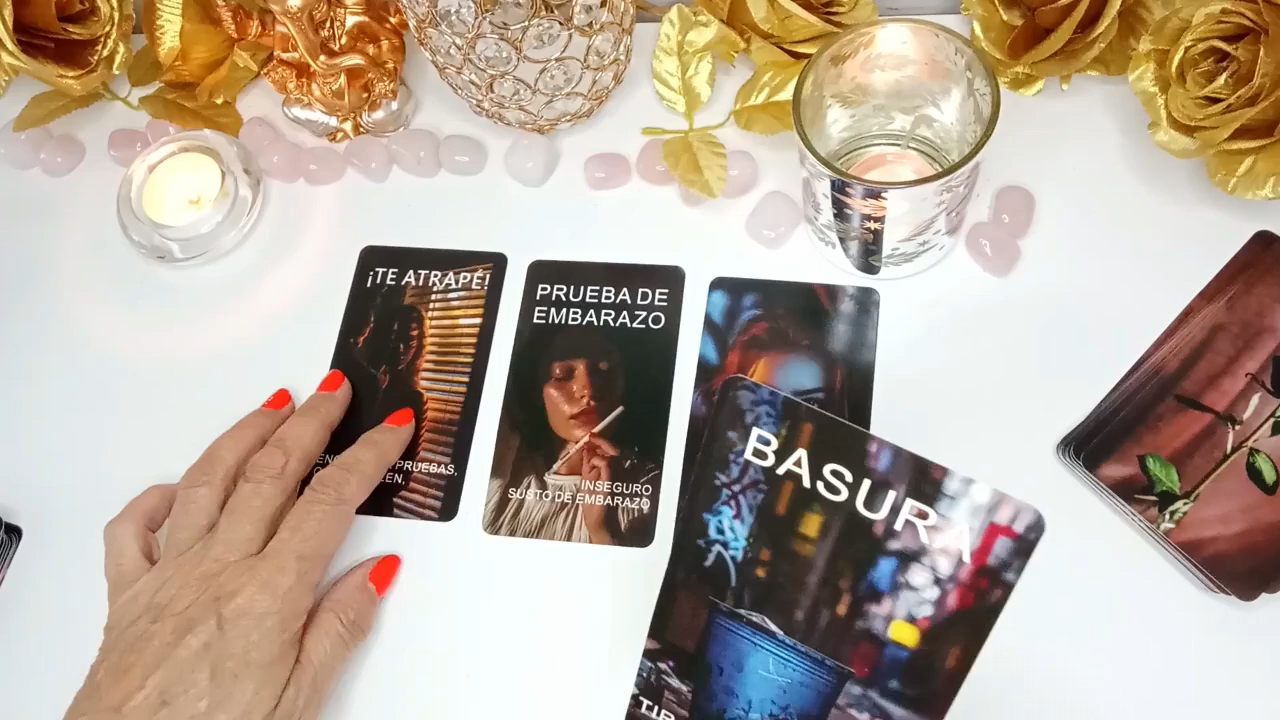 ¡TE ATRAPÉ!
PRUEBAS,
PRUEBA DE
EMBARAZO
INSEGURO
SUSTO DE EMBARAZO
BASURA